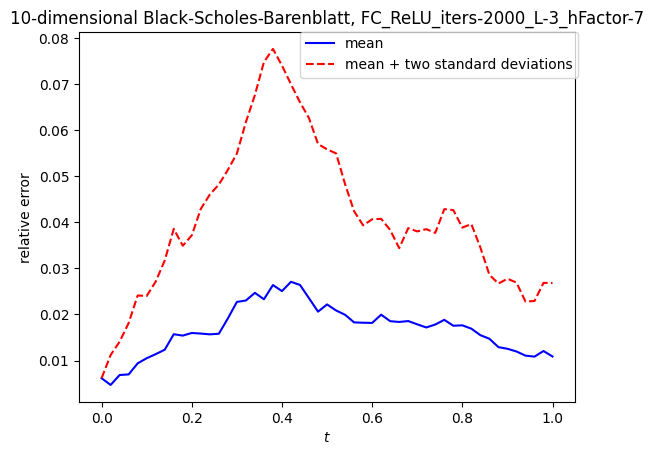 10-dimensional Black-Scholes-Barenblatt, FC_ReLU_iters-2000_L-3_hFactor-7
mean
mean + two standard deviations
relative error
0.08
0.07
0.06
0.05
0.04
0.03
0.02
0.01
0.0
0.2
0.4
0.6
0.8
1.0
t